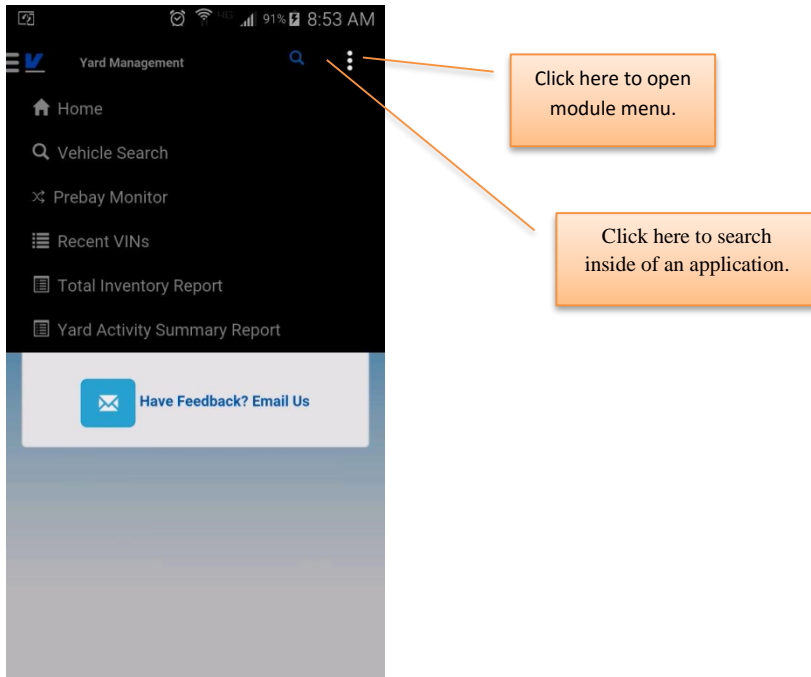 91% 8:53 AM
Yard Management
Home
Vehicle Search
Prebay Monitor
Recent VINs
Total Inventory Report
Yard Activity Summary Report
Have Feedback? Email Us
Click here to open
module menu.
Click here to search
inside of an application.